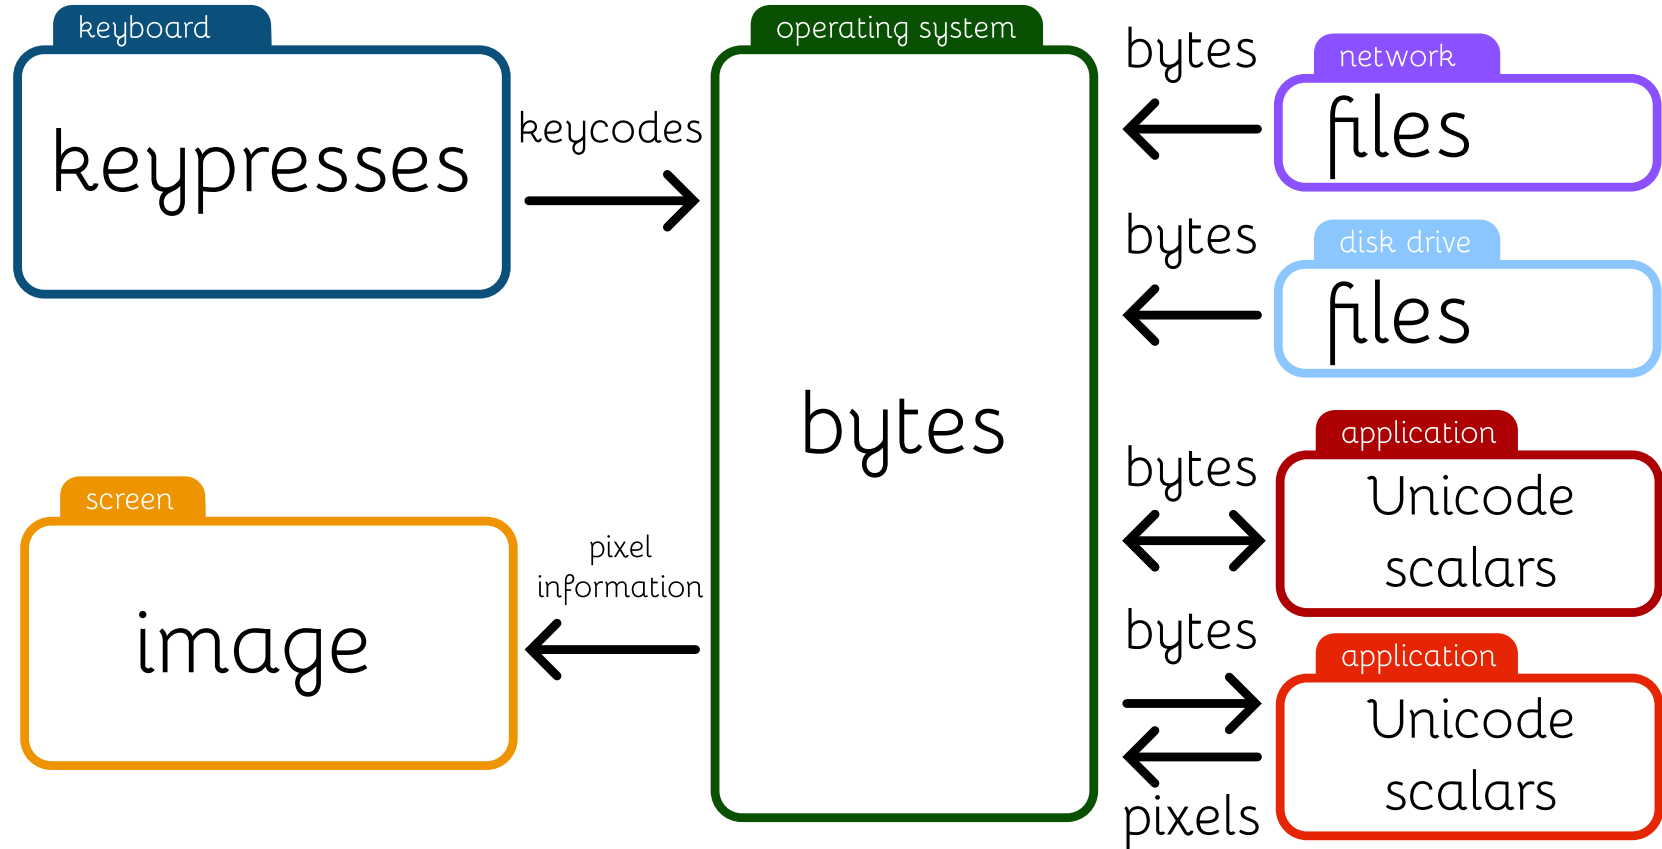 keyboard
keypresses
keycodes
screen
image
pixel
information
operating system
bytes
bytes
network
files
bytes
disk drive
files
bytes
application
Unicode
scalars
bytes
pixels
application
Unicode
scalars